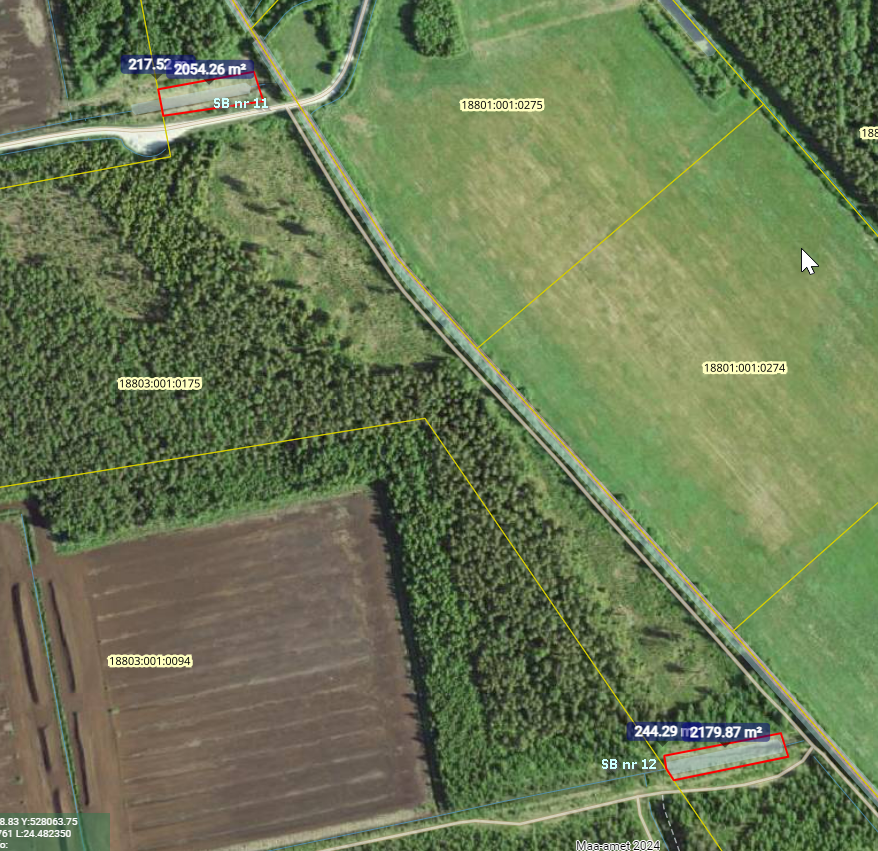 217.52
2054.26 m²
SB nr 11
18801:001:0275
188
18801:001:0274
18803:001:0175
18803:001:0094
244.29 m
2179.87 m²
SB nr 12
8.83 Y:528063.75
761 L:24.482350
o:
Maa-amet 2024